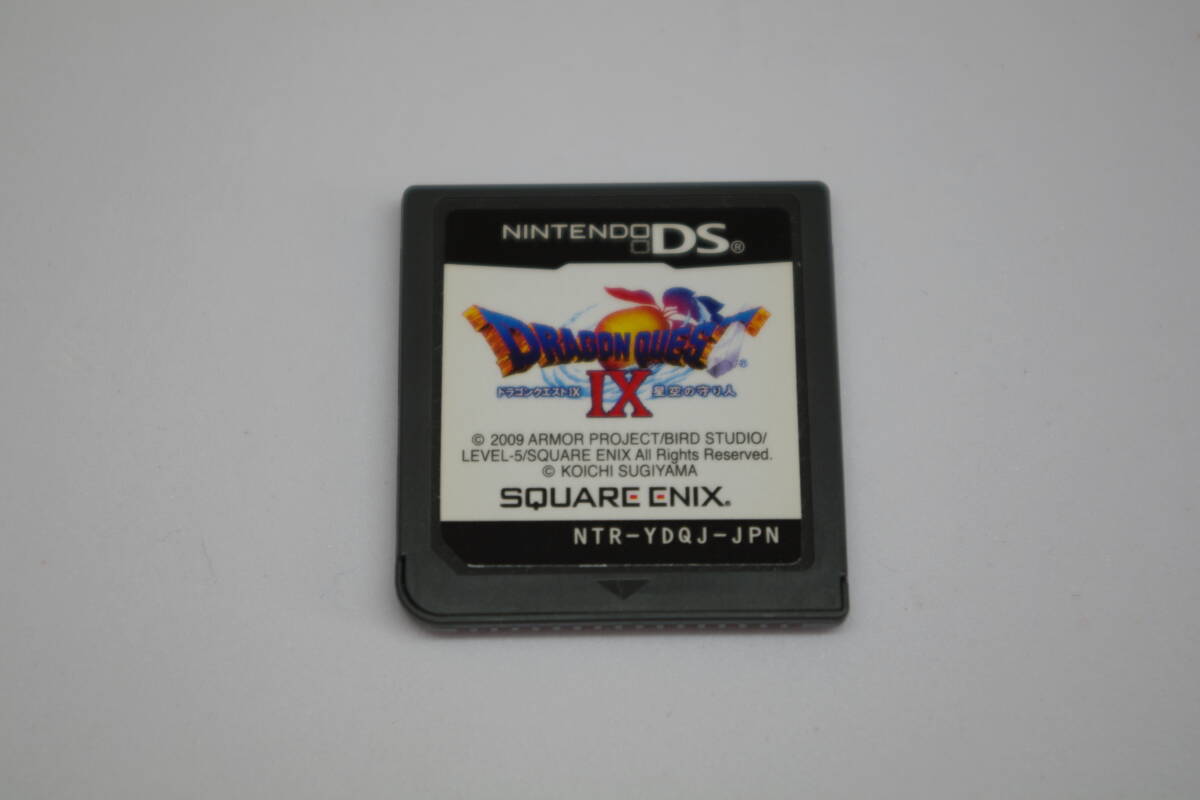 NINTENDO DS®
DRAGON QUEST ®
ドラゴンクエストIX IX 星空の守り人
© 2009 ARMOR PROJECT/BIRD STUDIO/
LEVEL-5/SQUARE ENIX All Rights Reserved.
© KOICHI SUGIYAMA
SQUARE ENIX®
NTR-YDQJ-JPN